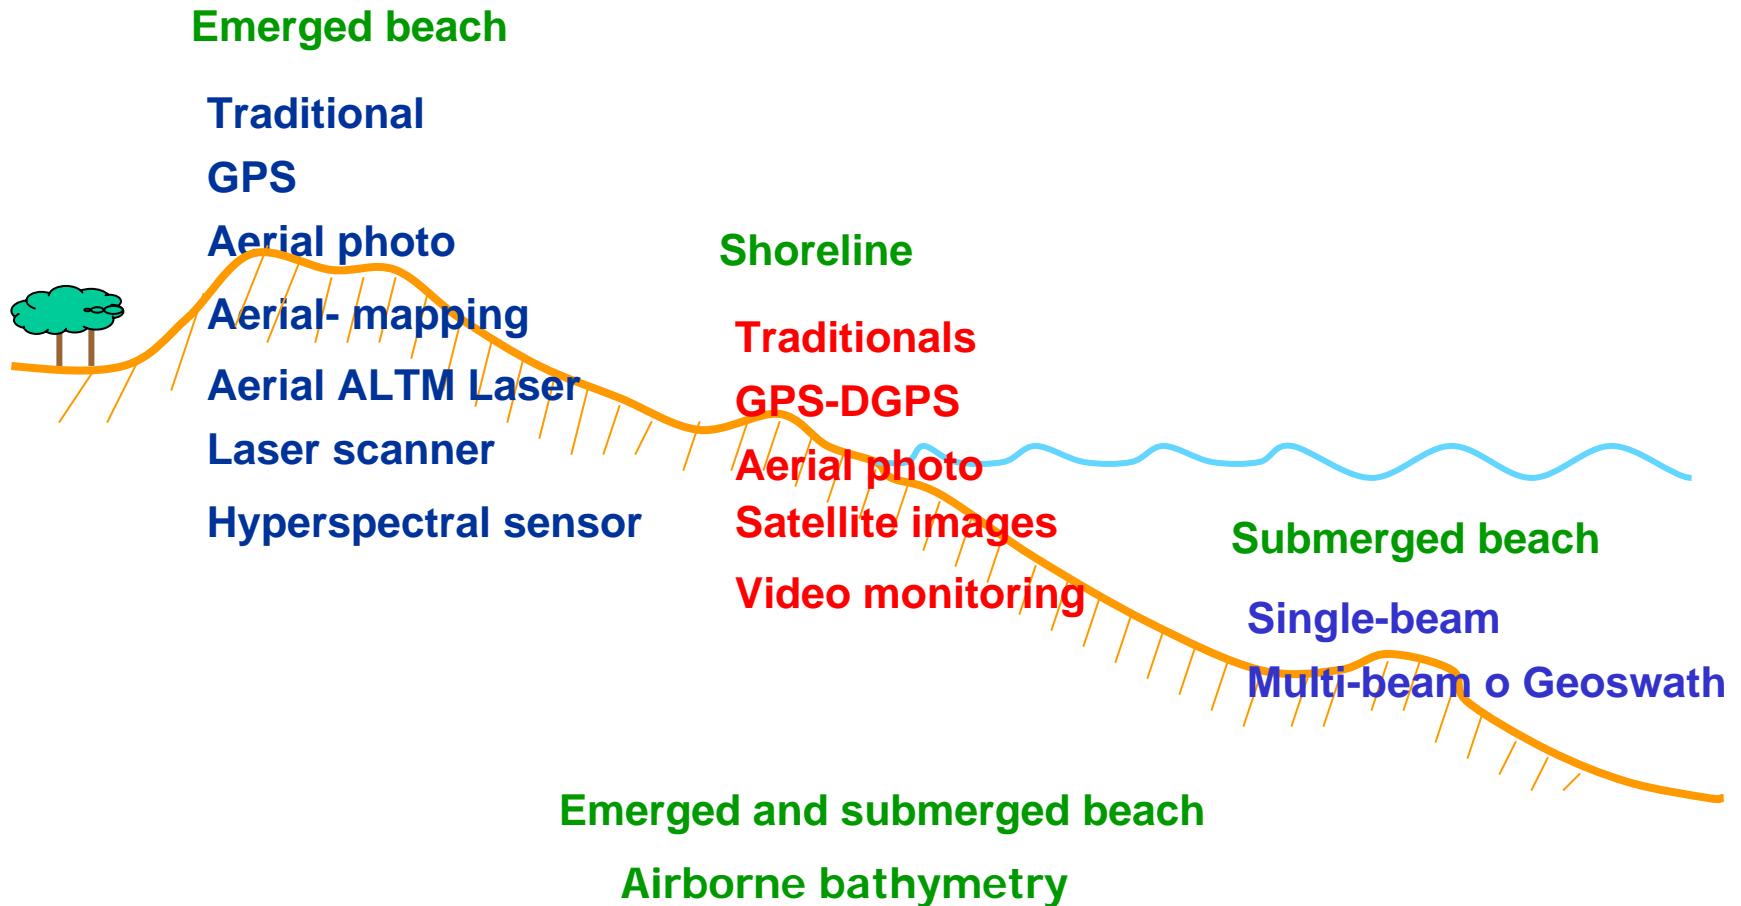 Emerged beach
Traditional
GPS
Aerial photo
Aerial- mapping
Aerial ALTM Laser
Laser scanner
Hyperspectral sensor
Shoreline
Traditionals
GPS-DGPS
Aerial photo
Satellite images
Video monitoring
Submerged beach
Single-beam
Multi-beam o Geoswath
Emerged and submerged beach
Airborne bathymetry